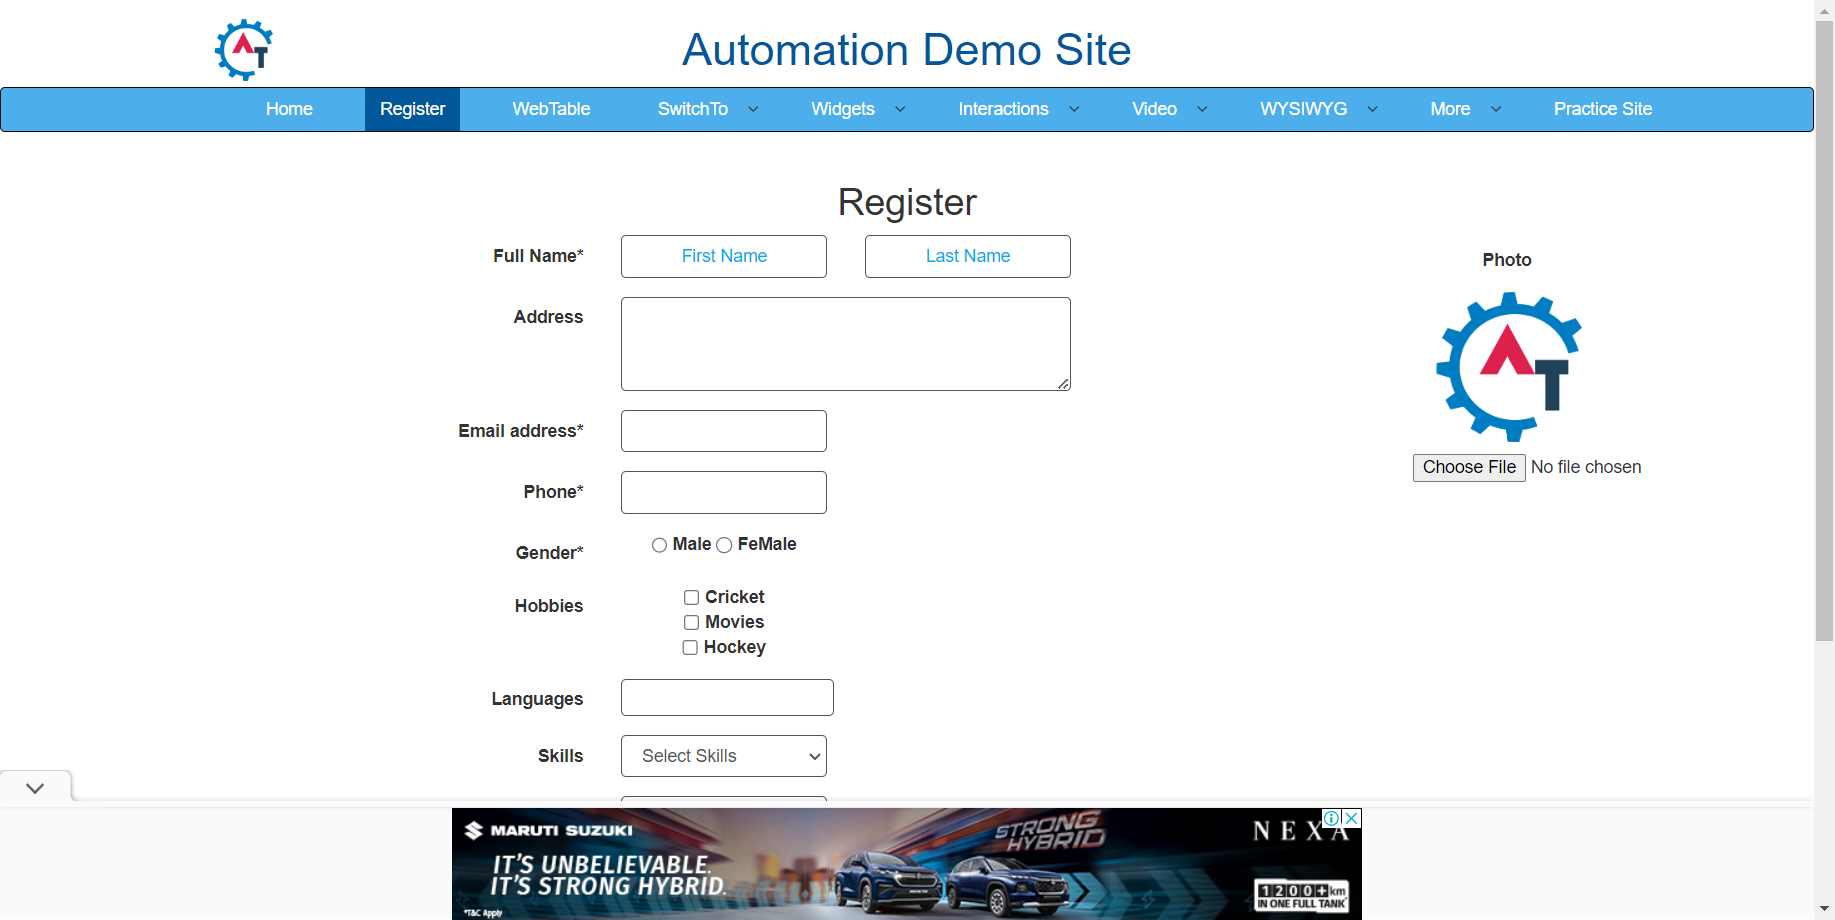 AT
Automation Demo Site
Home Register WebTable SwitchTo Widgets Interactions Video WYSIWYG More Practice Site
Register
Full Name* First Name Last Name
Photo
Address
AT
Email address*
Choose File No file chosen
Phone*
Gender* Male FeMale
Hobbies Cricket
Movies
Hockey
Languages
Skills Select Skills
MARUTI SUZUKI
IT'S UNBELIEVABLE.
IT'S STRONG HYBRID.
*T&C Apply
STRONG
HYBRID
NEXA
1200+km
IN ONE FULL TANK*